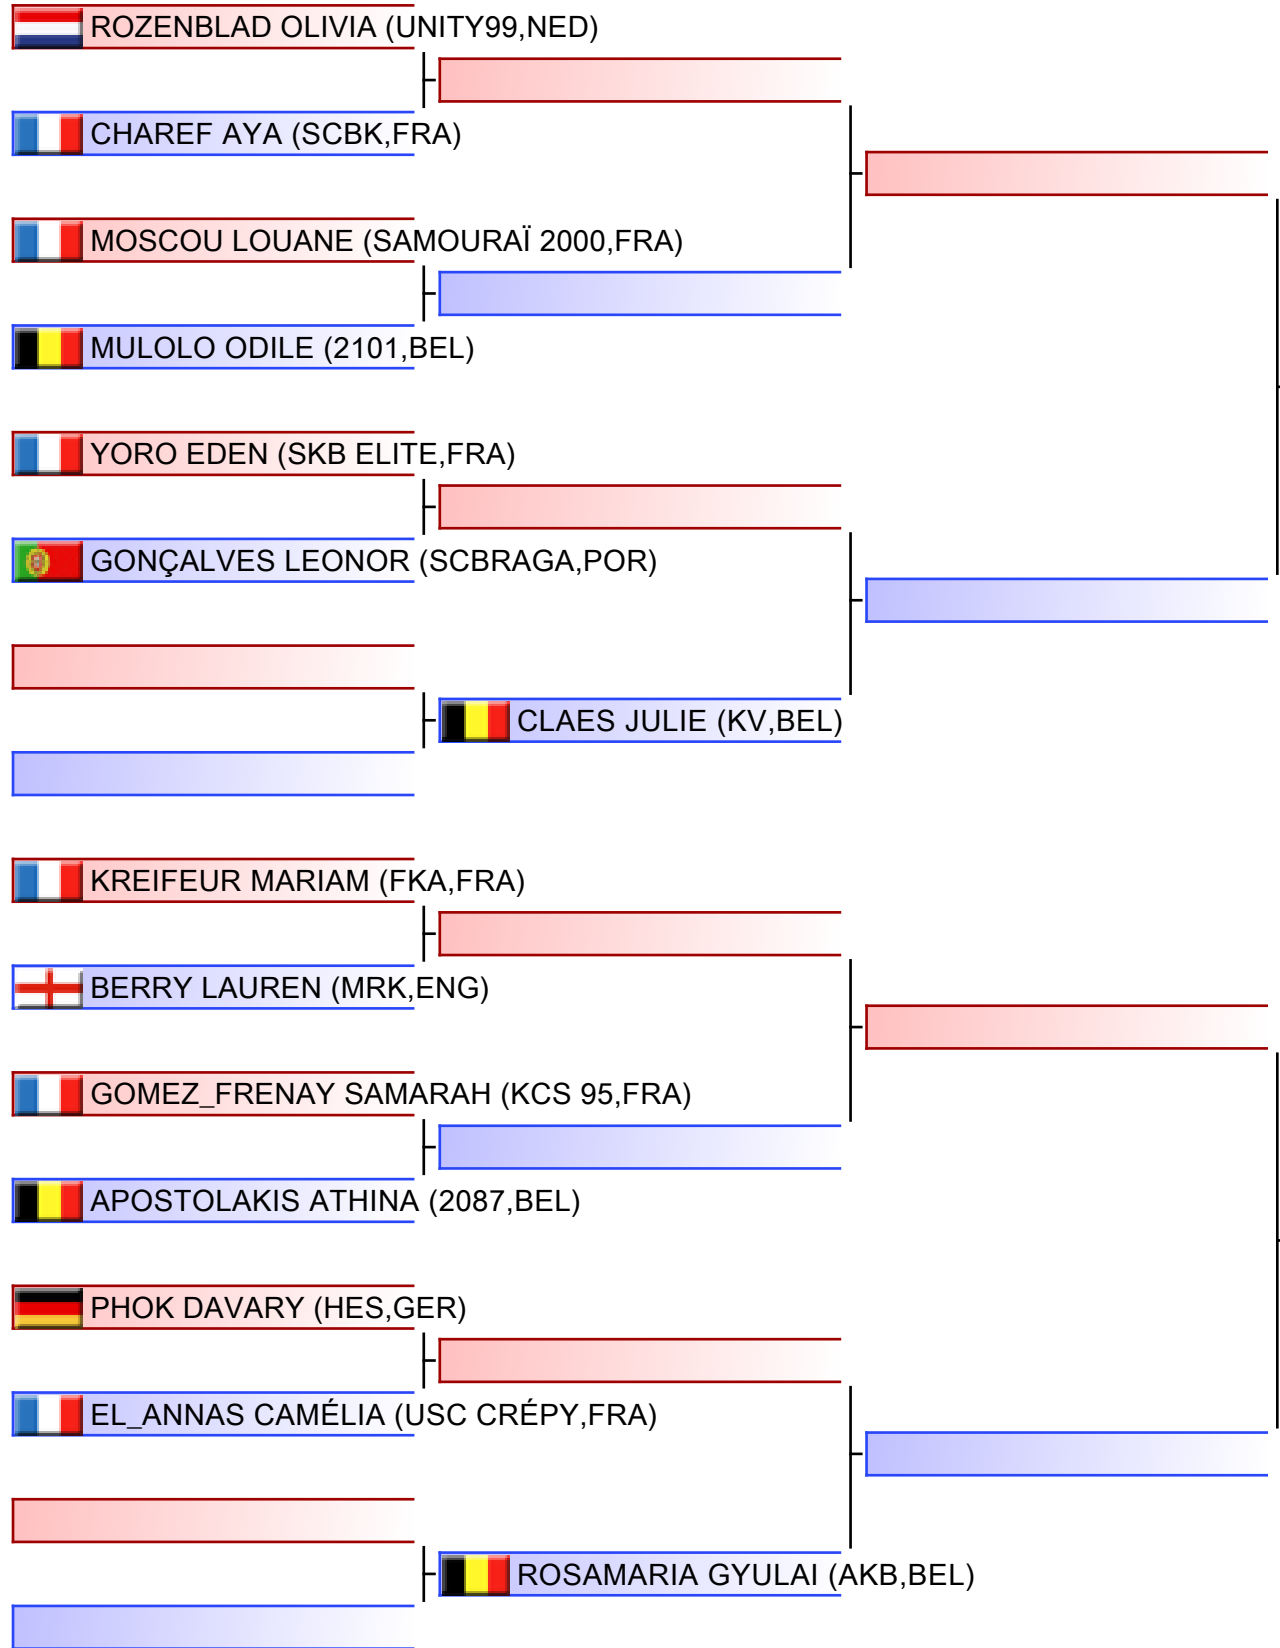 ROZENBLAD OLIVIA (UNITY99,NED)
CHAREF AYA (SCBK,FRA)
MOSCOU LOUANE (SAMOURAÏ 2000,FRA)
MULOLO ODILE (2101,BEL)
YORO EDEN (SKB ELITE,FRA)
GONÇALVES LEONOR (SCBRAGA,POR)
CLAES JULIE (KV,BEL)
KREIFEUR MARIAM (FKA,FRA)
BERRY LAUREN (MRK,ENG)
GOMEZ_FRENAY SAMARAH (KCS 95,FRA)
APOSTOLAKIS ATHINA (2087,BEL)
PHOK DAVARY (HES,GER)
EL_ANNAS CAMÉLIA (USC CRÉPY,FRA)
ROSAMARIA GYULAI (AKB,BEL)